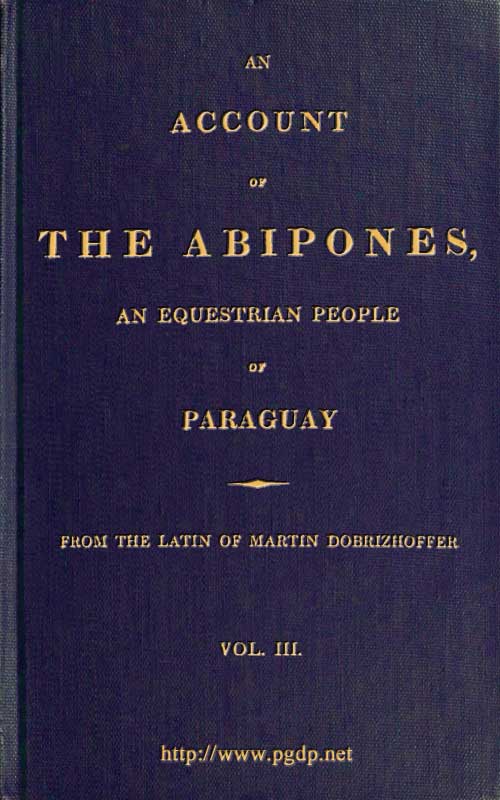 AN
ACCOUNT
OF
THE ABIPONES,
AN EQUESTRIAN PEOPLE
OF
PARAGUAY
FROM THE LATIN OF MARTIN DOBRIZHOFFER
VOL. III.
http://www.pgdp.net